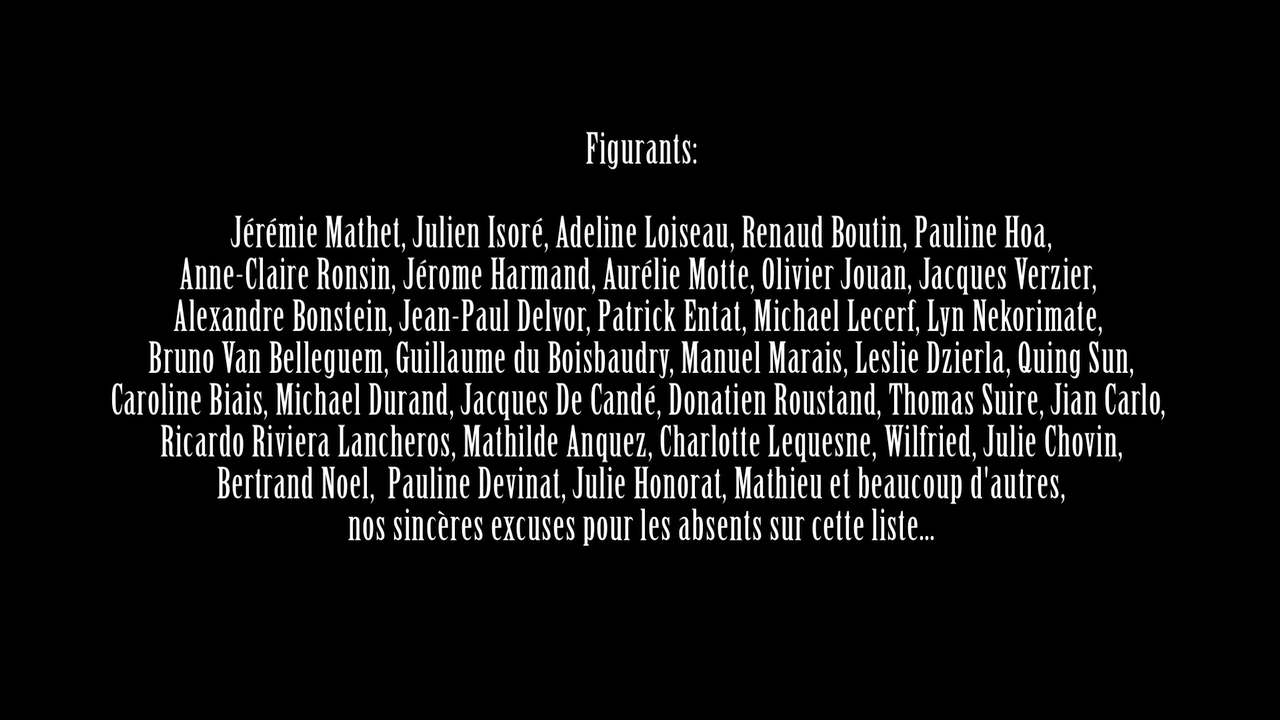 Figurants:
Jérémie Mathet, Julien Isoré, Adeline Loiseau, Renaud Boutin, Pauline Hoa,
Anne-Claire Ronsin, Jérome Harmand, Aurélie Motte, Olivier Jouan, Jacques Verzier,
Alexandre Bonstein, Jean-Paul Delvor, Patrick Entat, Michael Lecerf, Lyn Nekorimate,
Bruno Van Belleguem, Guillaume du Boisbaudry, Manuel Marais, Leslie Dzierla, Quing Sun,
Caroline Biais, Michael Durand, Jacques De Candé, Donatien Roustand, Thomas Suire, Jian Carlo,
Ricardo Riviera Lancheros, Mathilde Anquez, Charlotte Lequesne, Wilfried, Julie Chovin,
Bertrand Noel,  Pauline Devinat, Julie Honorat, Mathieu et beaucoup d'autres,
nos sincères excuses pour les absents sur cette liste...